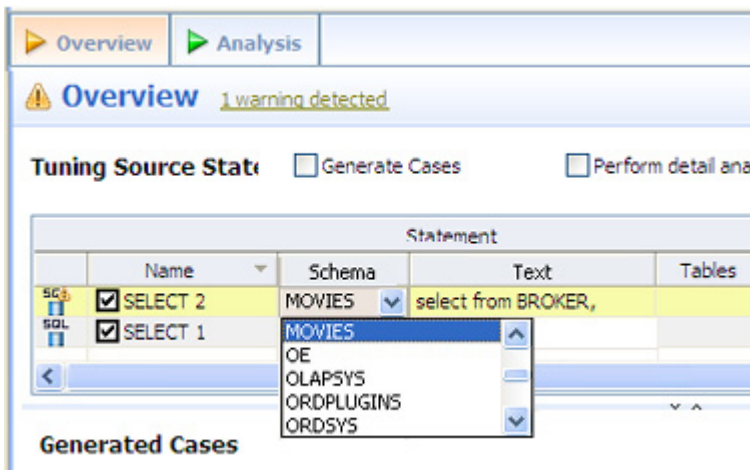 Overview Analysis
Overview 1 warning detected
Tuning Source State Generate Cases Perform detail ana
Statement
Name Schema Text Tables
SELECT 2 MOVIES select from BROKER,
SQL SELECT 1 MOVIES
OE
OLAPSYS
ORDPLUGINS
ORDSYS
Generated Cases